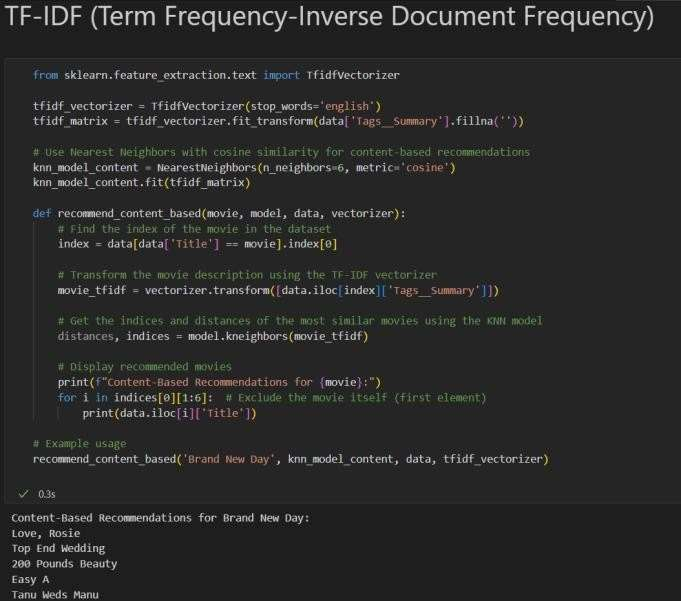 TF-IDF (Term Frequency-Inverse Document Frequency)
from sklearn.feature_extraction.text import TfidfVectorizer
tfidf_vectorizer = TfidfVectorizer(stop_words='english')
tfidf_matrix = tfidf_vectorizer.fit_transform(data['Tags__Summary'].fillna(''))
# Use Nearest Neighbors with cosine similarity for content-based recommendations
knn_model_content = NearestNeighbors(n_neighbors=6, metric='cosine')
knn_model_content.fit(tfidf_matrix)
def recommend_content_based(movie, model, data, vectorizer):
# Find the index of the movie in the dataset
index = data[data['Title'] == movie].index[0]
# Transform the movie description using the TF-IDF vectorizer
movie_tfidf = vectorizer.transform([data.iloc[index]['Tags__Summary']])
# Get the indices and distances of the most similar movies using the KNN model
distances, indices = model.kneighbors(movie_tfidf)
# Display recommended movies
print(f"Content-Based Recommendations for {movie}:")
for i in indices[0][1:6]:  # Exclude the movie itself (first element)
print(data.iloc[i]['Title'])
# Example usage
recommend_content_based('Brand New Day', knn_model_content, data, tfidf_vectorizer)
✓ 0.3s
Content-Based Recommendations for Brand New Day:
Love, Rosie
Top End Wedding
200 Pounds Beauty
Easy A
Tanu Weds Manu